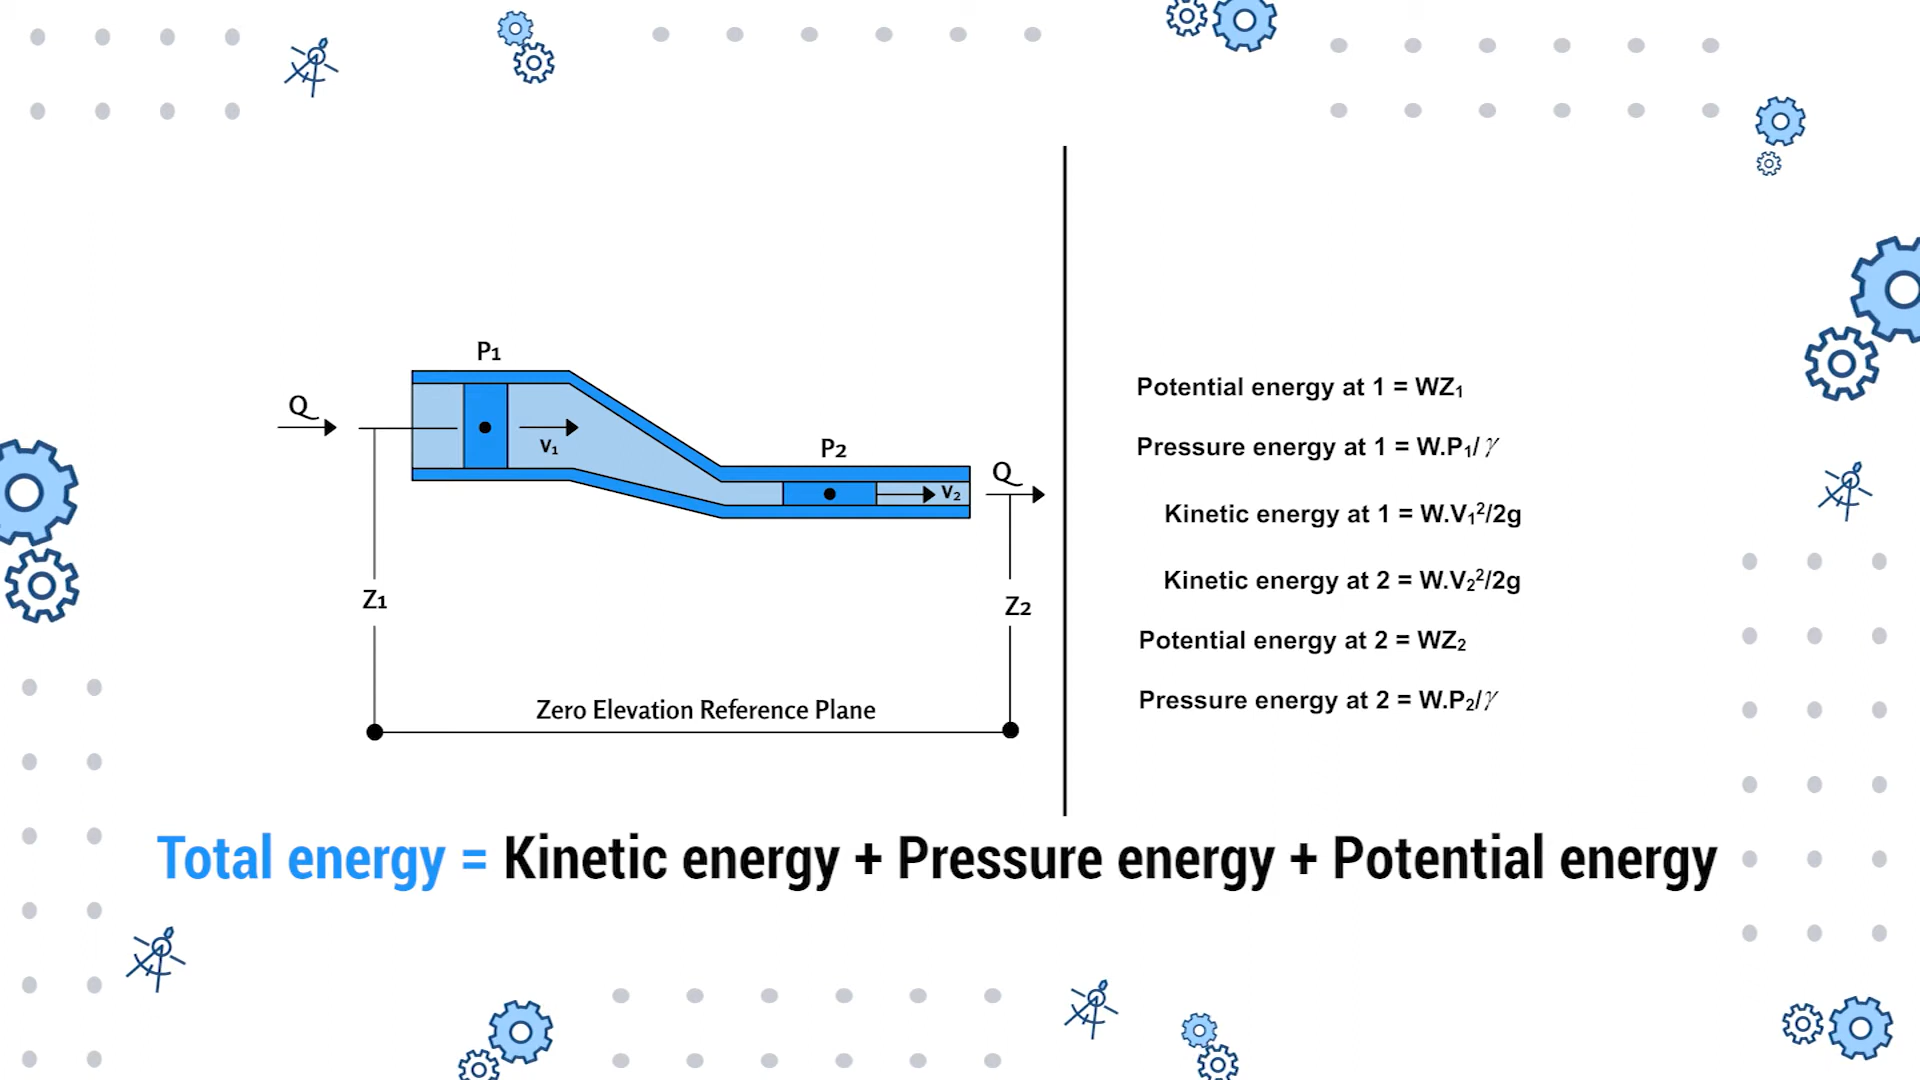 P1
Q
V₁
P2
Q
V₂
Z1
Z2
Zero Elevation Reference Plane
Potential energy at 1 = WZ₁
Pressure energy at 1 = W.P₁/γ
Kinetic energy at 1 = W.V₁²/2g
Kinetic energy at 2 = W.V₂²/2g
Potential energy at 2 = WZ₂
Pressure energy at 2 = W.P₂/γ
Total energy = Kinetic energy + Pressure energy + Potential energy